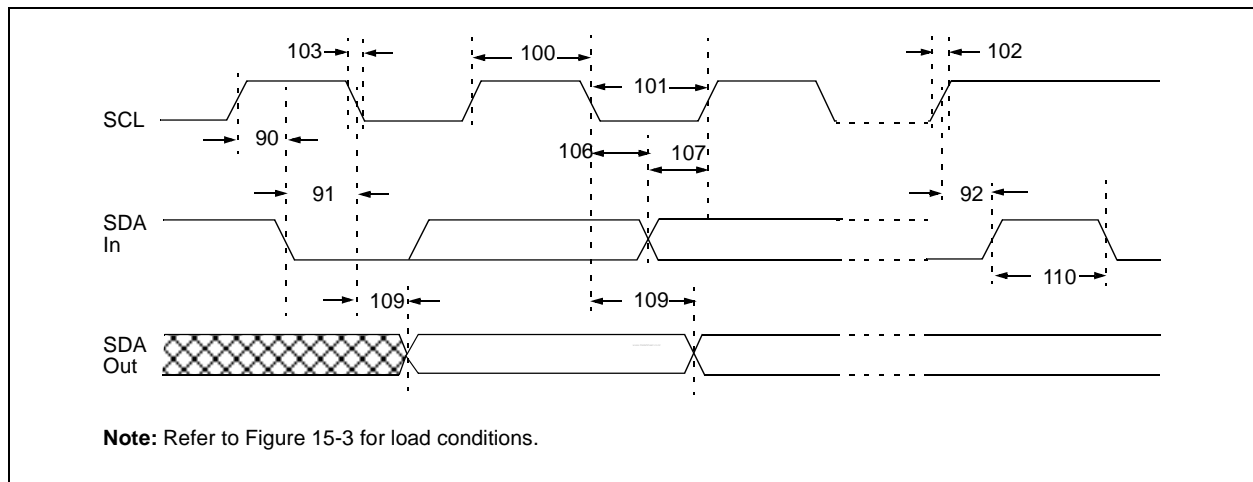 103
100
102
101
SCL
90
106
107
91
92
SDA
In
110
109
109
SDA
Out
Note: Refer to Figure 15-3 for load conditions.